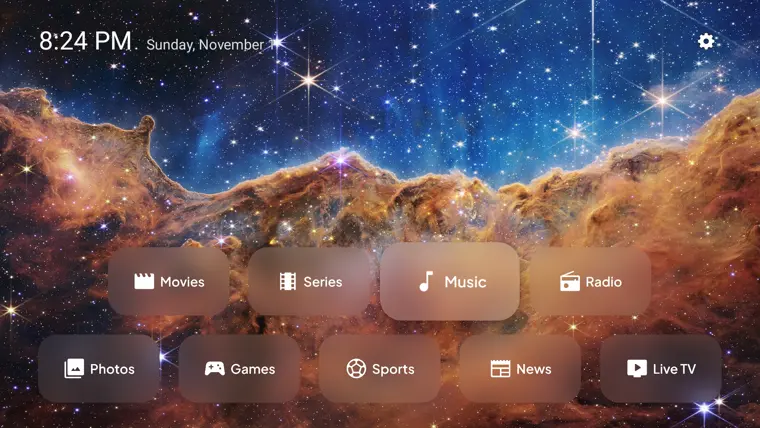 8:24 PM Sunday, November
Movies Series Music Radio
Photos Games Sports News Live TV